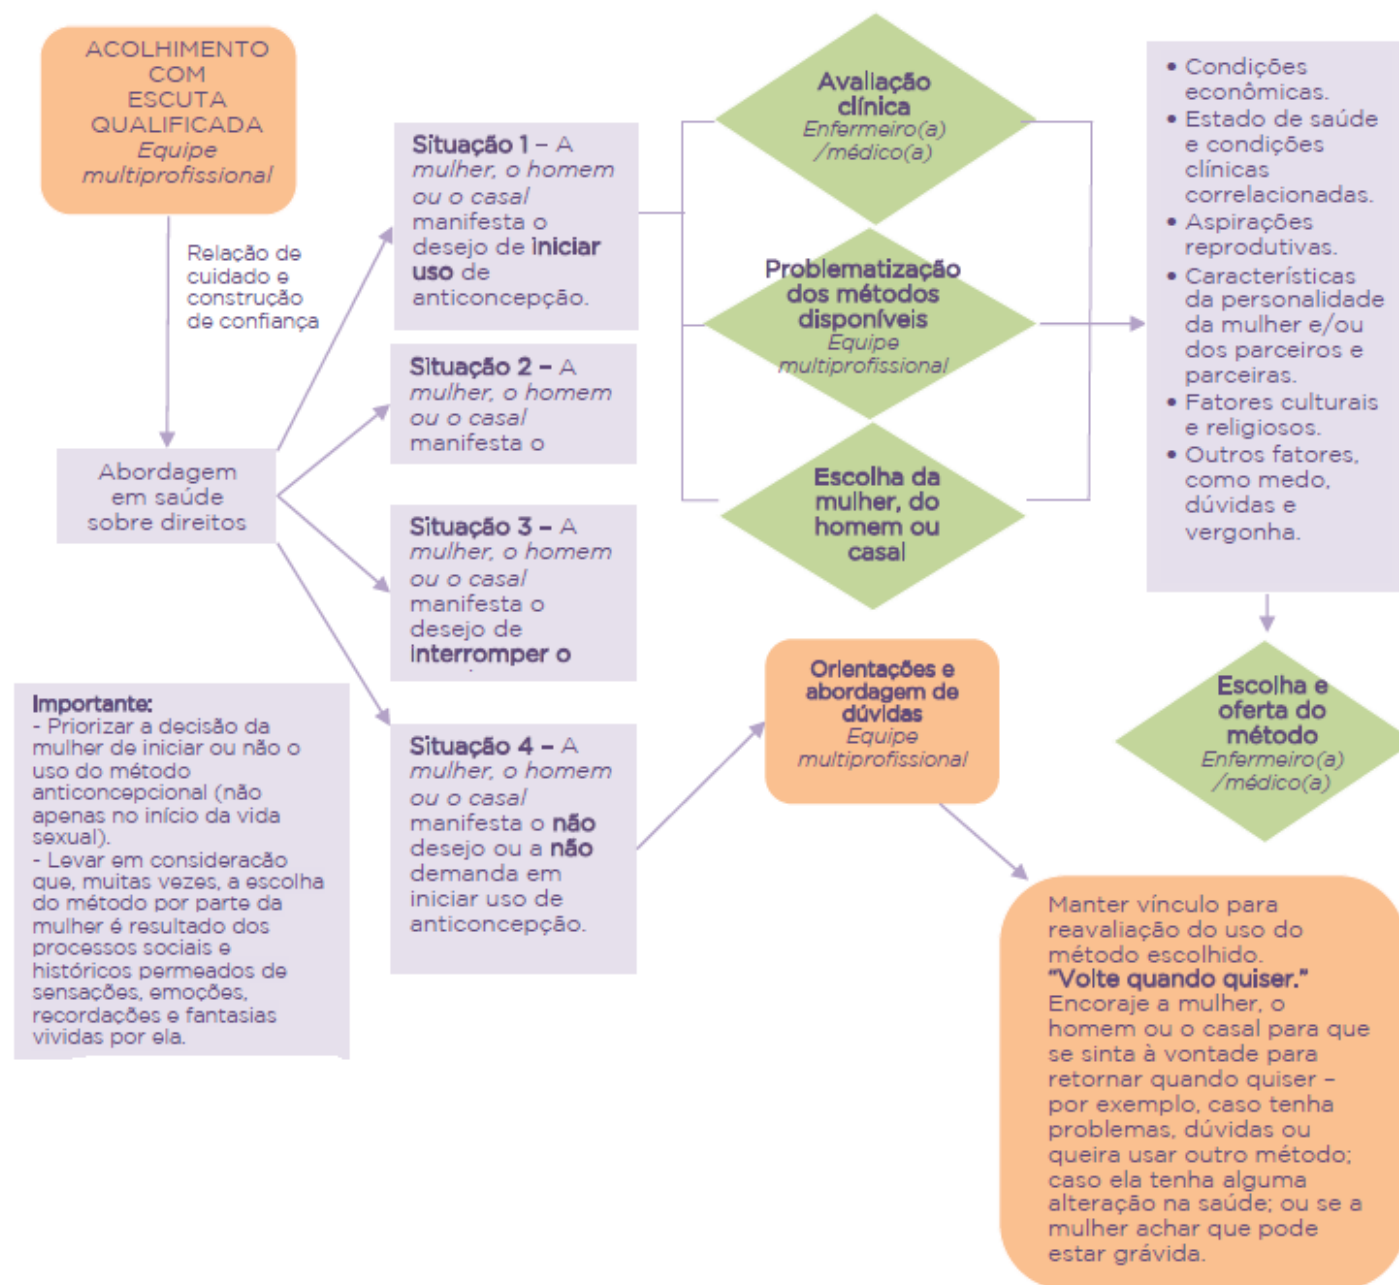 ACOLHIMENTO
COM
ESCUTA
QUALIFICADA
Equipe
multiprofissional
Relação de
cuidado e
construção
de confiança
Abordagem
em saúde
sobre direitos
Importante:
- Priorizar a decisão da
mulher de iniciar ou não o
uso do método
anticoncepcional (não
apenas no início da vida
sexual).
- Levar em consideracão
que, muitas vezes, a escolha
do método por parte da
mulher é resultado dos
processos sociais e
históricos permeados de
sensações, emoções,
recordações e fantasias
vividas por ela.
Situação 1 – A
mulher, o homem
ou o casal
manifesta o
desejo de iniciar
uso de
anticoncepção.
Situação 2 – A
mulher, o homem
ou o casal
manifesta o
Situação 3 – A
mulher, o homem
ou o casal
manifesta o
desejo de
interromper o
Situação 4 – A
mulher, o homem
ou o casal
manifesta o não
desejo ou a não
demanda em
iniciar uso de
anticoncepção.
Avaliação
clínica
Enfermeiro(a)
/médico(a)
Problematização
dos métodos
disponíveis
Equipe
multiprofissional
Escolha da
mulher, do
homem ou
casal
• Condições
econômicas.
• Estado de saúde
e condições
clínicas
correlacionadas.
• Aspirações
reprodutivas.
• Características
da personalidade
da mulher e/ou
dos parceiros e
parceiras.
• Fatores culturais
e religiosos.
• Outros fatores,
como medo,
dúvidas e
vergonha.
Escolha e
oferta do
método
Enfermeiro(a)
/médico(a)
Orientações e
abordagem de
dúvidas
Equipe
multiprofissional
Manter vínculo para
reavaliação do uso do
método escolhido.
“Volte quando quiser.”
Encoraje a mulher, o
homem ou o casal para que
se sinta à vontade para
retornar quando quiser –
por exemplo, caso tenha
problemas, dúvidas ou
queira usar outro método;
caso ela tenha alguma
alteração na saúde; ou se a
mulher achar que pode
estar grávida.